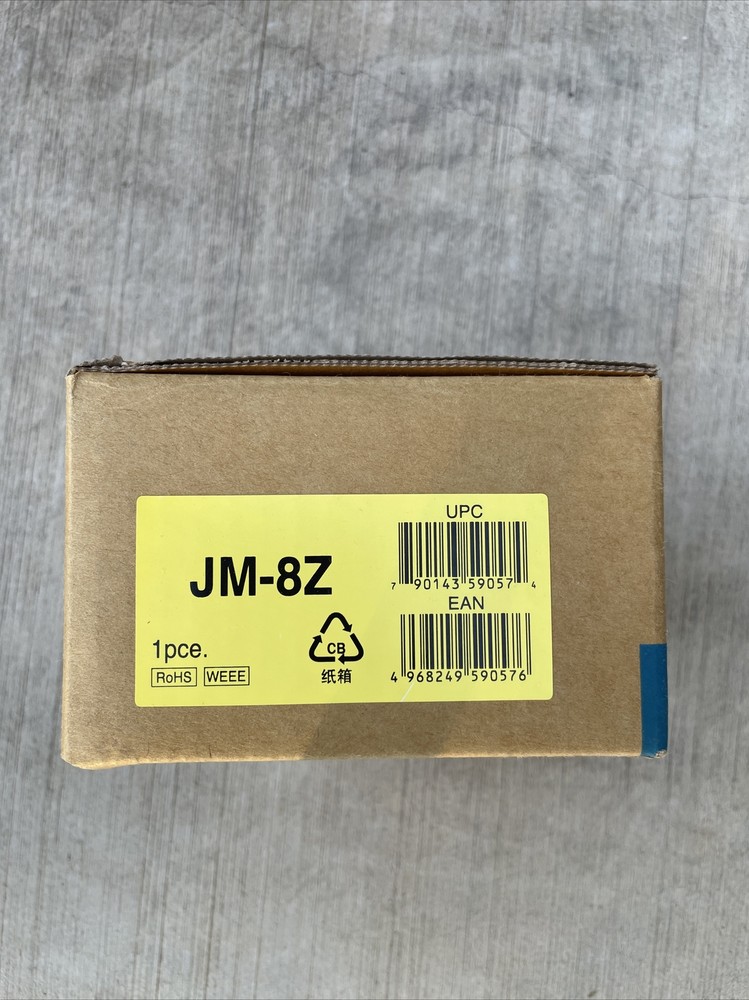 JM-8Z
1pce.
RoHS WEEE
CB
纸箱
UPC
7 90143 59057 4
EAN
4 968249 590576